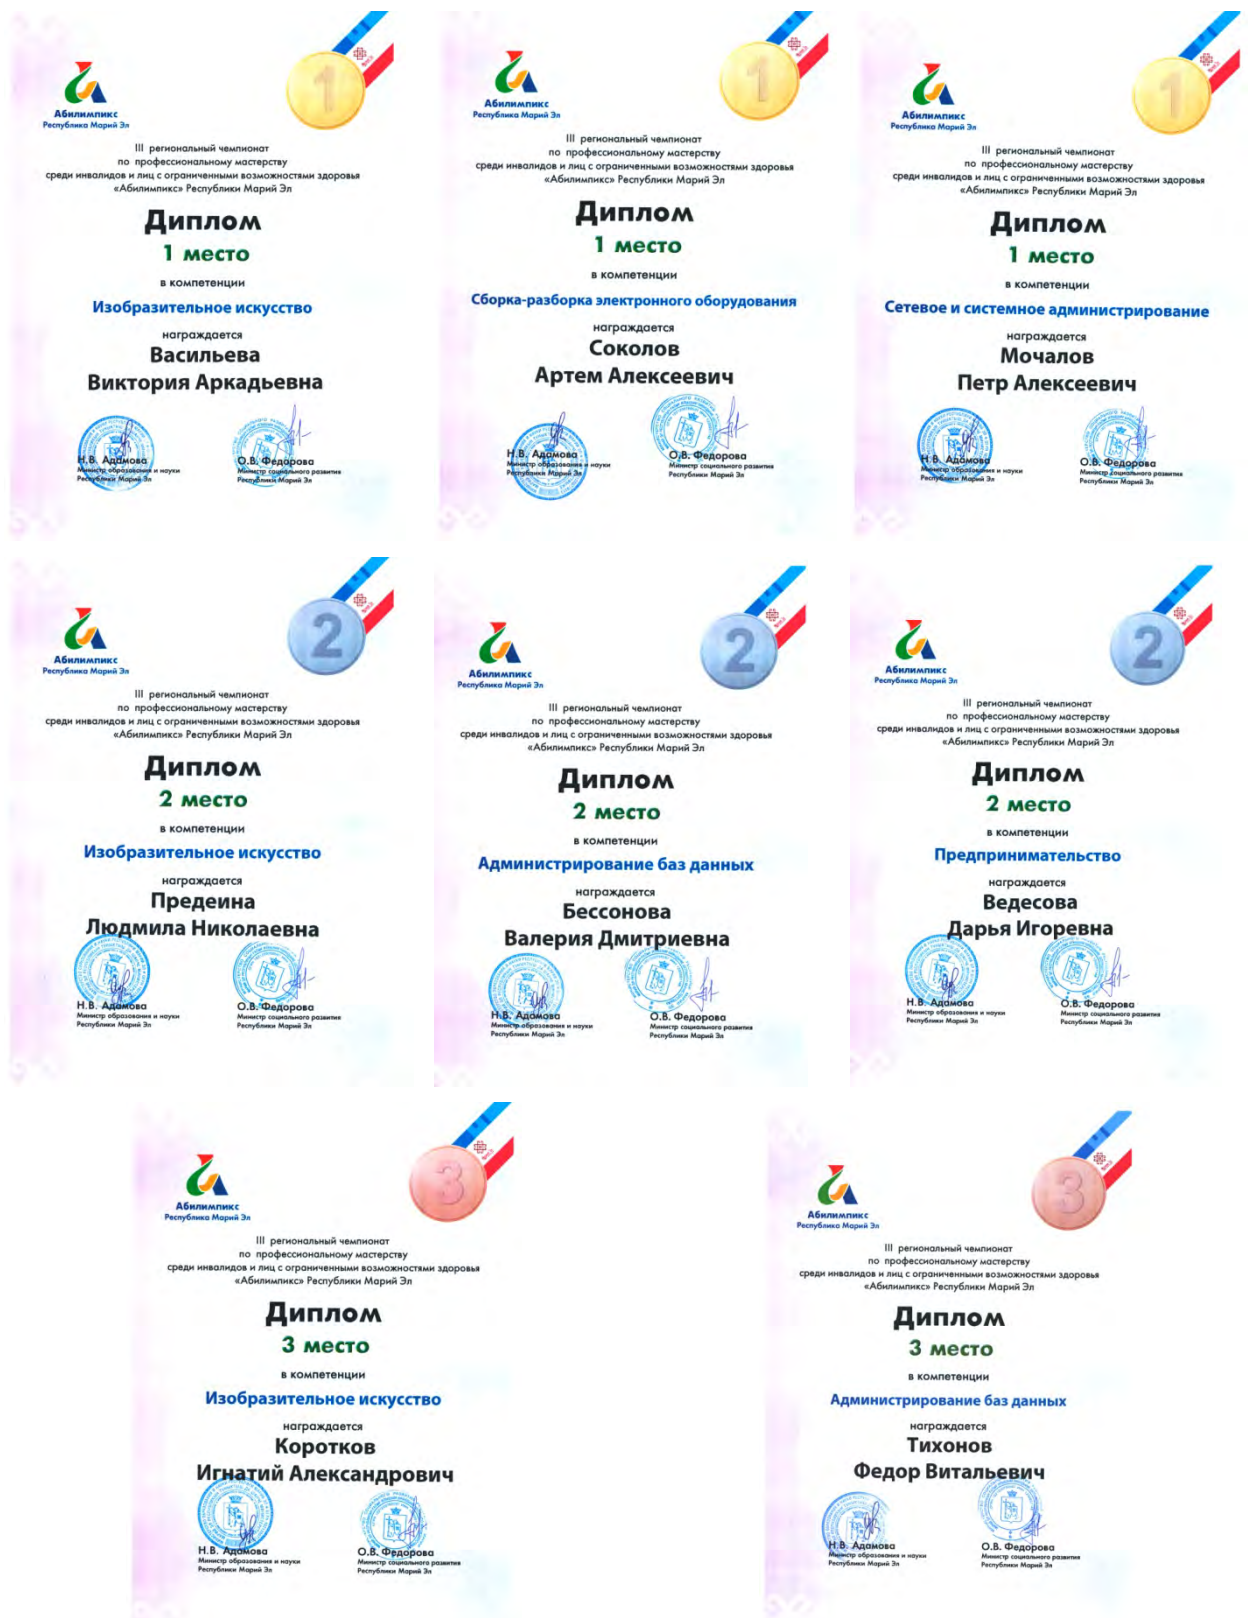 1
Абилимпикс
Республика Марий Эл
III региональный чемпионат
по профессиональному мастерству
среди инвалидов и лиц с ограниченными возможностями здоровья
«Абилимпикс» Республики Марий Эл
Диплом
1 место
в компетенции
Изобразительное искусство
награждается
Васильева
Виктория Аркадьевна
Н.В. Адамова
Министр образования и науки
Республики Марий Эл
О.В. Федорова
Министр социального развития
Республики Марий Эл
1
Абилимпикс
Республика Марий Эл
III региональный чемпионат
по профессиональному мастерству
среди инвалидов и лиц с ограниченными возможностями здоровья
«Абилимпикс» Республики Марий Эл
Диплом
1 место
в компетенции
Сборка-разборка электронного оборудования
награждается
Соколов
Артем Алексеевич
Н.В. Адамова
Министр образования и науки
Республики Марий Эл
О.В. Федорова
Министр социального развития
Республики Марий Эл
1
Абилимпикс
Республика Марий Эл
III региональный чемпионат
по профессиональному мастерству
среди инвалидов и лиц с ограниченными возможностями здоровья
«Абилимпикс» Республики Марий Эл
Диплом
1 место
в компетенции
Сетевое и системное администрирование
награждается
Мочалов
Петр Алексеевич
Н.В. Адамова
Министр образования и науки
Республики Марий Эл
О.В. Федорова
Министр социального развития
Республики Марий Эл
2
Абилимпикс
Республика Марий Эл
III региональный чемпионат
по профессиональному мастерству
среди инвалидов и лиц с ограниченными возможностями здоровья
«Абилимпикс» Республики Марий Эл
Диплом
2 место
в компетенции
Изобразительное искусство
награждается
Предеина
Людмила Николаевна
Н.В. Адамова
Министр образования и науки
Республики Марий Эл
О.В. Федорова
Министр социального развития
Республики Марий Эл
2
Абилимпикс
Республика Марий Эл
III региональный чемпионат
по профессиональному мастерству
среди инвалидов и лиц с ограниченными возможностями здоровья
«Абилимпикс» Республики Марий Эл
Диплом
2 место
в компетенции
Администрирование баз данных
награждается
Бессонова
Валерия Дмитриевна
Н.В. Адамова
Министр образования и науки
Республики Марий Эл
О.В. Федорова
Министр социального развития
Республики Марий Эл
2
Абилимпикс
Республика Марий Эл
III региональный чемпионат
по профессиональному мастерству
среди инвалидов и лиц с ограниченными возможностями здоровья
«Абилимпикс» Республики Марий Эл
Диплом
2 место
в компетенции
Предпринимательство
награждается
Ведесова
Дарья Игоревна
Н.В. Адамова
Министр образования и науки
Республики Марий Эл
О.В. Федорова
Министр социального развития
Республики Марий Эл
3
Абилимпикс
Республика Марий Эл
III региональный чемпионат
по профессиональному мастерству
среди инвалидов и лиц с ограниченными возможностями здоровья
«Абилимпикс» Республики Марий Эл
Диплом
3 место
в компетенции
Изобразительное искусство
награждается
Коротков
Игнатий Александрович
Н.В. Адамова
Министр образования и науки
Республики Марий Эл
О.В. Федорова
Министр социального развития
Республики Марий Эл
3
Абилимпикс
Республика Марий Эл
III региональный чемпионат
по профессиональному мастерству
среди инвалидов и лиц с ограниченными возможностями здоровья
«Абилимпикс» Республики Марий Эл
Диплом
3 место
в компетенции
Администрирование баз данных
награждается
Тихонов
Федор Витальевич
Н.В. Адамова
Министр образования и науки
Республики Марий Эл
О.В. Федорова
Министр социального развития
Республики Марий Эл